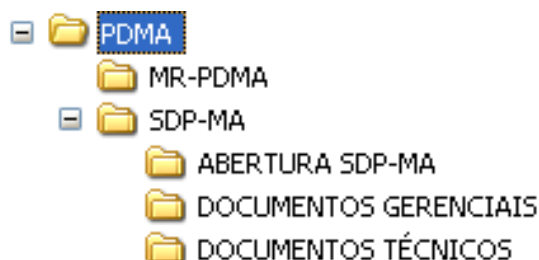 PDMA
MR-PDMA
SDP-MA
ABERTURA SDP-MA
DOCUMENTOS GERENCIAIS
DOCUMENTOS TÉCNICOS